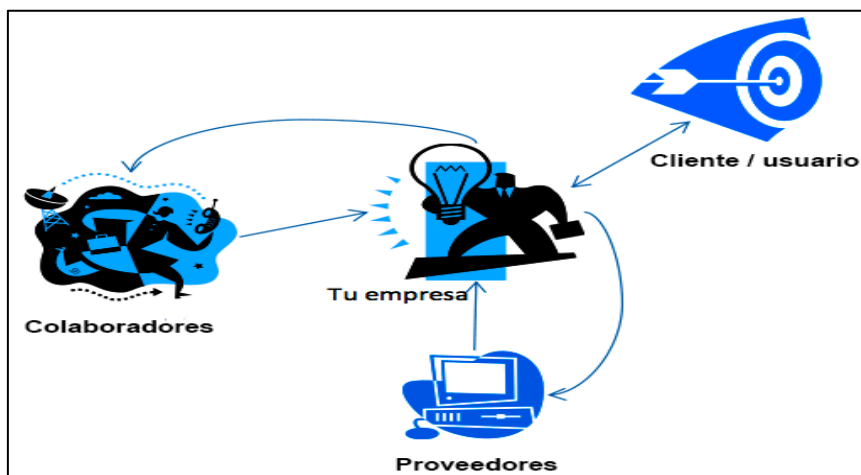 Cliente / usuario
Tu empresa
Colaboradores
Proveedores